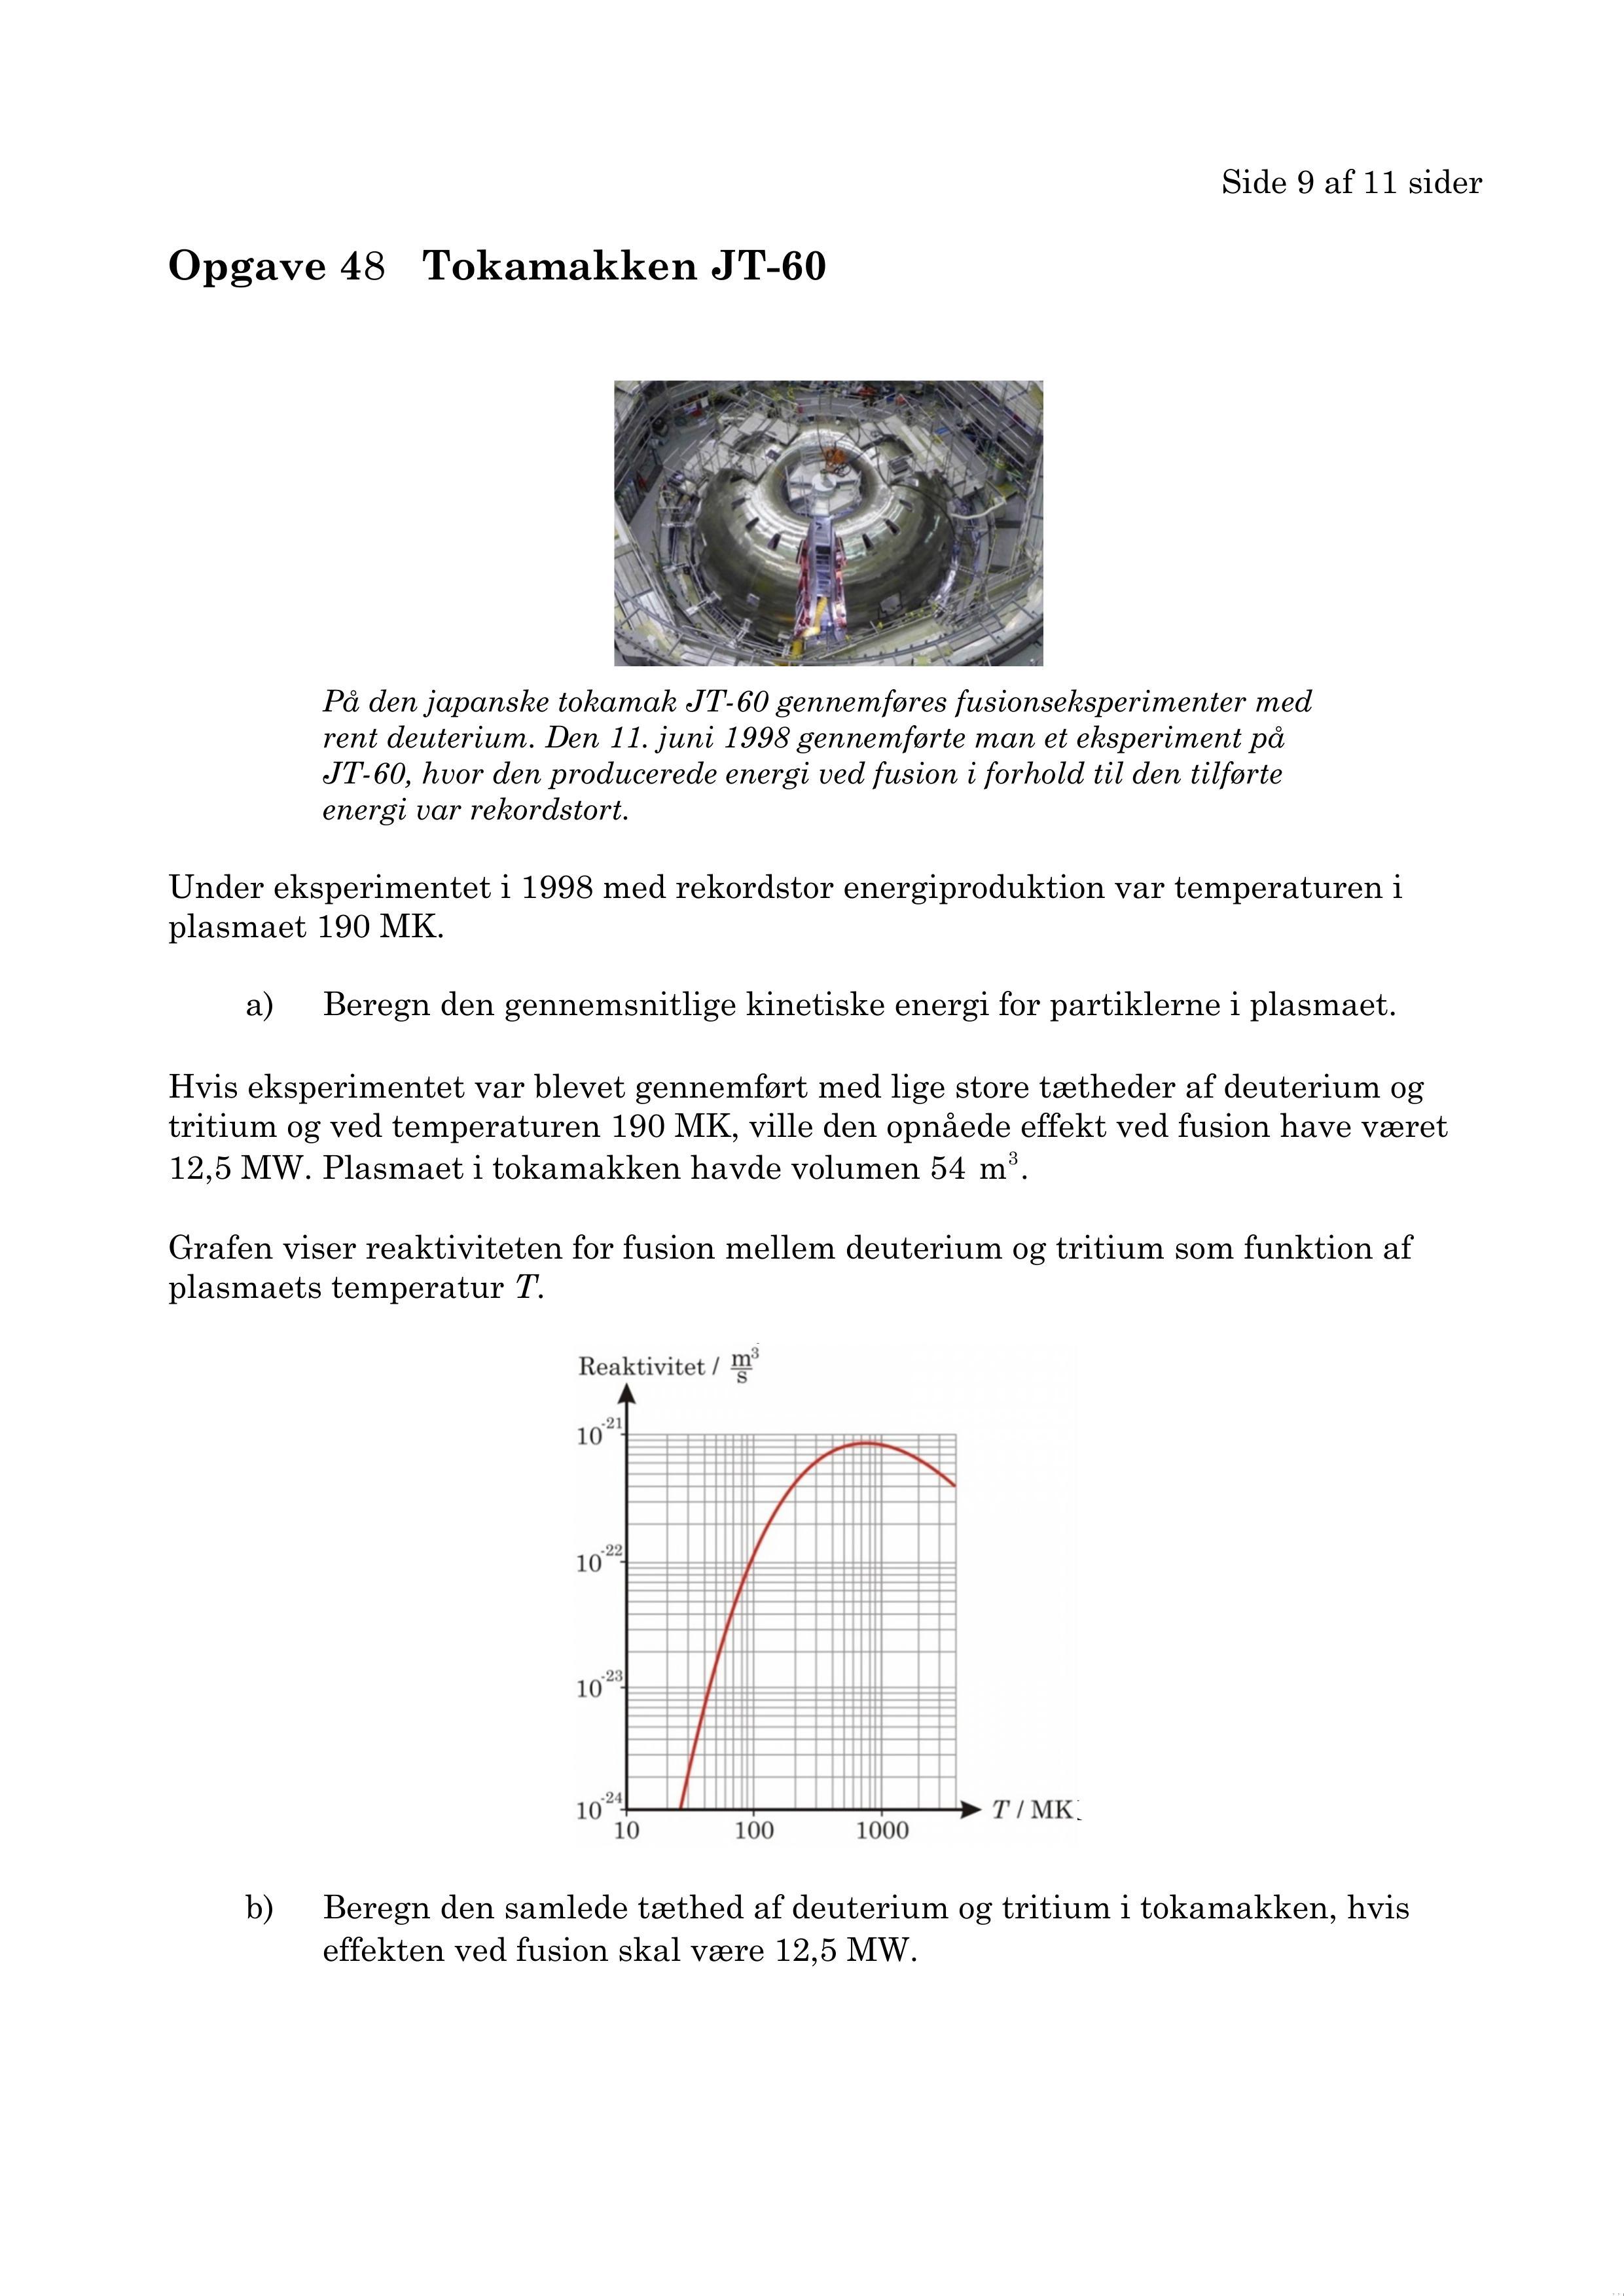 Side 9 af 11 sider
Opgave 48 Tokamakken JT-60
På den japanske tokamak JT-60 gennemføres fusionseksperimenter med
rent deuterium. Den 11. juni 1998 gennemførte man et eksperiment på
JT-60, hvor den producerede energi ved fusion i forhold til den tilførte
energi var rekordstort.
Under eksperimentet i 1998 med rekordstor energiproduktion var temperaturen i
plasmaet 190 MK.
a) Beregn den gennemsnitlige kinetiske energi for partiklerne i plasmaet.
Hvis eksperimentet var blevet gennemført med lige store tætheder af deuterium og
tritium og ved temperaturen 190 MK, ville den opnåede effekt ved fusion have været
12,5 MW. Plasmaet i tokamakken havde volumen 54 m³.
Grafen viser reaktiviteten for fusion mellem deuterium og tritium som funktion af
plasmaets temperatur T.
Reaktivitet / m³/s
10⁻²¹
10⁻²²
10⁻²³
10⁻²⁴
10 100 1000
T / MK
b) Beregn den samlede tæthed af deuterium og tritium i tokamakken, hvis
effekten ved fusion skal være 12,5 MW.